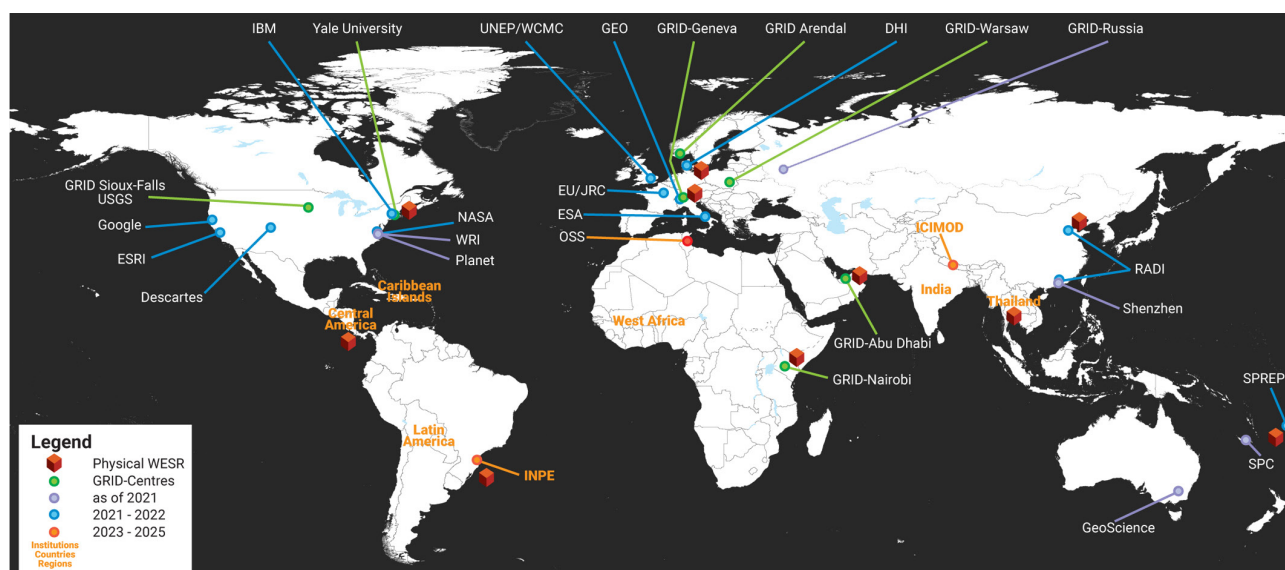 IBM
Yale University
UNEP/WCMC
GEO
GRID-Geneva
GRID Arendal
DHI
GRID-Warsaw
GRID-Russia
GRID Sioux-Falls
USGS
Google
ESRI
Descartes
NASA
WRI
Planet
EU/JRC
ESA
OSS
ICIMOD
India
Thailand
RADI
Shenzhen
Caribbean
Islands
Central
America
West Africa
GRID-Abu Dhabi
GRID-Nairobi
Latin
America
INPE
SPREP
SPC
GeoScience
Legend
Physical WESR
GRID-Centres
as of 2021
2021 - 2022
2023 - 2025
Institutions
Countries
Regions